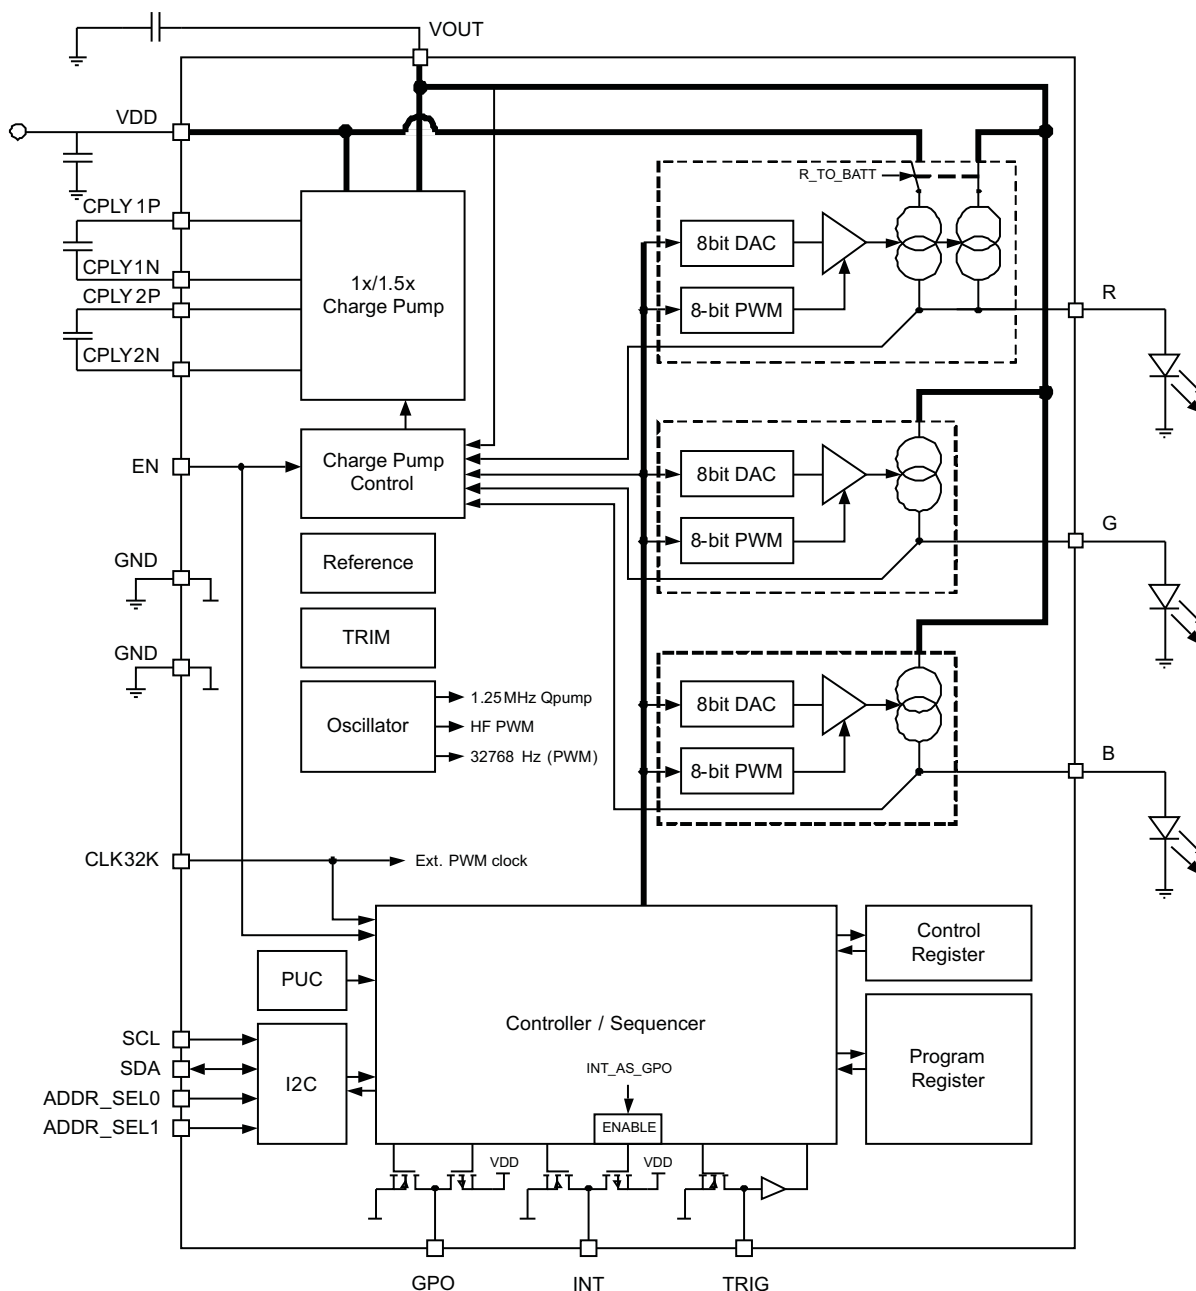 VOUT
VDD
R_TO_BATT
CPLY1P
8bit DAC
CPLY1N
1x/1.5x
Charge Pump
CPLY2P
8-bit PWM
R
CPLY2N
EN
Charge Pump
Control
8bit DAC
8-bit PWM
G
GND
Reference
TRIM
GND
Oscillator
1.25MHz Qpump
HF PWM
32768 Hz (PWM)
8bit DAC
8-bit PWM
B
CLK32K
Ext. PWM clock
Control
Register
PUC
Controller / Sequencer
SCL
SDA
ADDR_SEL0
ADDR_SEL1
I2C
INT_AS_GPO
ENABLE
Program
Register
VDD
VDD
GPO
INT
TRIG